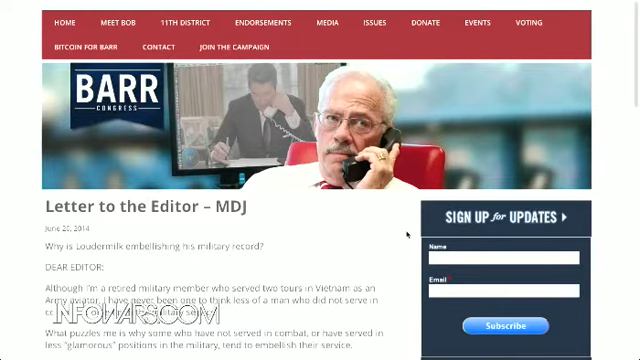 HOME MEET BOB 11TH DISTRICT ENDORSEMENTS MEDIA ISSUES DONATE EVENTS VOTING
BITCOIN FOR BARR CONTACT JOIN THE CAMPAIGN
BARR
CONGRESS
Letter to the Editor – MDJ
June 20, 2014
Why is Loudermilk embellishing his military record?
DEAR EDITOR:
Although I'm a retired military member who served two tours in Vietnam as an
Army aviator, I have never been one to think less of a man who did not serve in
INFOWARS.COM
What puzzles me is why some who have not served in combat, or have served in
less "glamorous" positions in the military, tend to embellish their service.
SIGN UP for UPDATES
Name
Email *
Subscribe